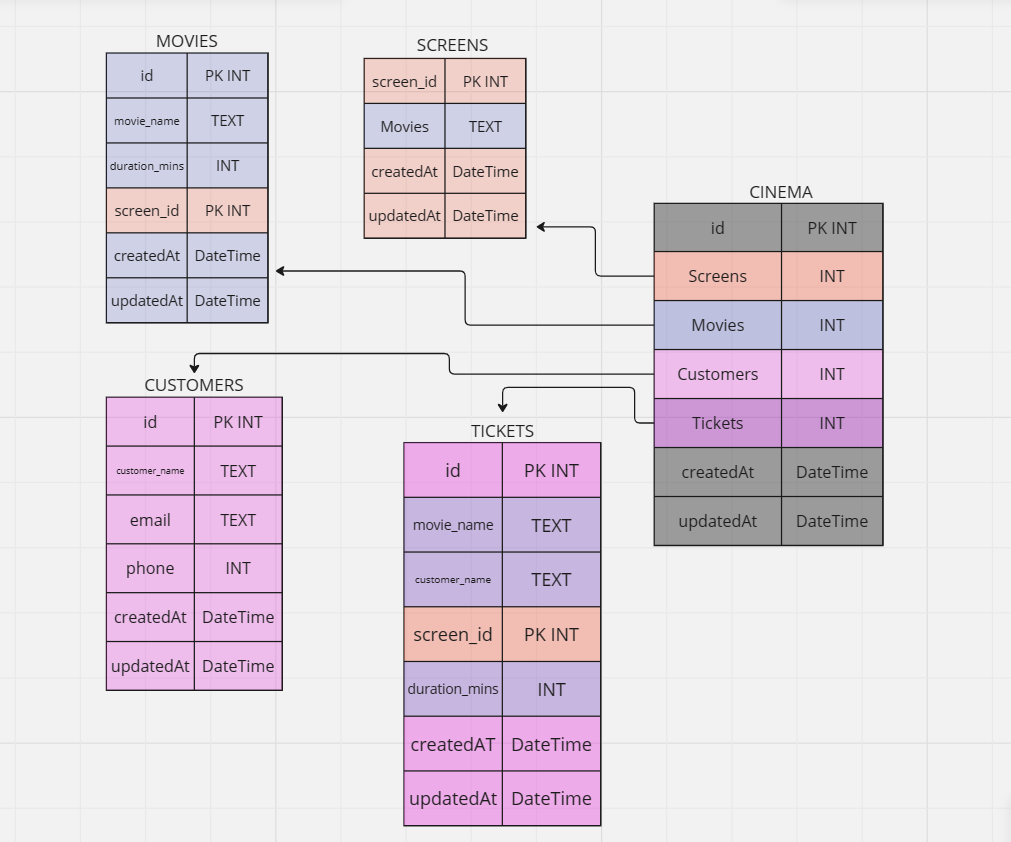 MOVIES
id PK INT
movie_name TEXT
duration_mins INT
screen_id PK INT
createdAt DateTime
updatedAt DateTime
SCREENS
screen_id PK INT
Movies TEXT
createdAt DateTime
updatedAt DateTime
CINEMA
id PK INT
Screens INT
Movies INT
Customers INT
Tickets INT
createdAt DateTime
updatedAt DateTime
CUSTOMERS
id PK INT
customer_name TEXT
email TEXT
phone INT
createdAt DateTime
updatedAt DateTime
TICKETS
id PK INT
movie_name TEXT
customer_name TEXT
screen_id PK INT
duration_mins INT
createdAT DateTime
updatedAt DateTime